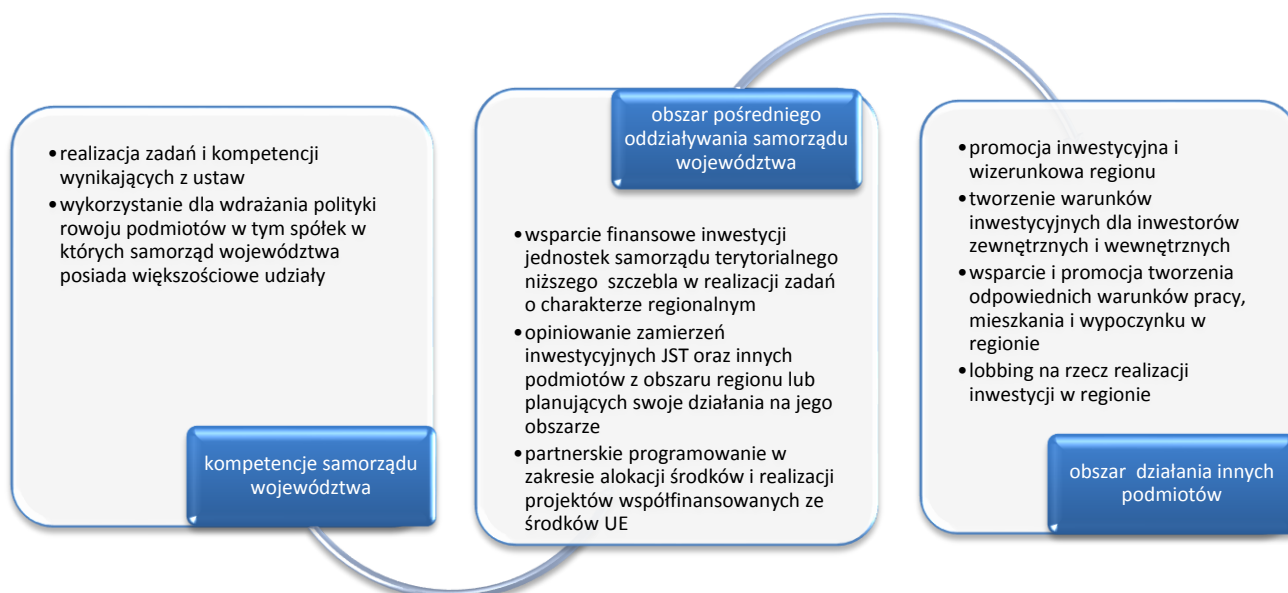 •realizacja zadań i kompetencji
wynikających z ustaw
•wykorzystanie dla wdrażania polityki
rowoju podmiotów w tym spółek w
których samorząd województwa
posiada większościowe udziały
kompetencje samorządu
województwa
obszar pośredniego
oddziaływania samorządu
województwa
•wsparcie finansowe inwestycji
jednostek samorządu terytorialnego
niższego szczebla w realizacji zadań
o charakterze regionalnym
•opiniowanie zamierzeń
inwestycyjnych JST oraz innych
podmiotów z obszaru regionu lub
planujących swoje działania na jego
obszarze
•partnerskie programowanie w
zakresie alokacji środków i realizacji
projektów współfinansowanych ze
środków UE
•promocja inwestycyjna i
wizerunkowa regionu
•tworzenie warunków
inwestycyjnych dla inwestorów
zewnętrznych i wewnętrznych
•wsparcie i promocja tworzenia
odpowiednich warunków pracy,
mieszkania i wypoczynku w
regionie
•lobbing na rzecz realizacji
inwestycji w regionie
obszar działania innych
podmiotów